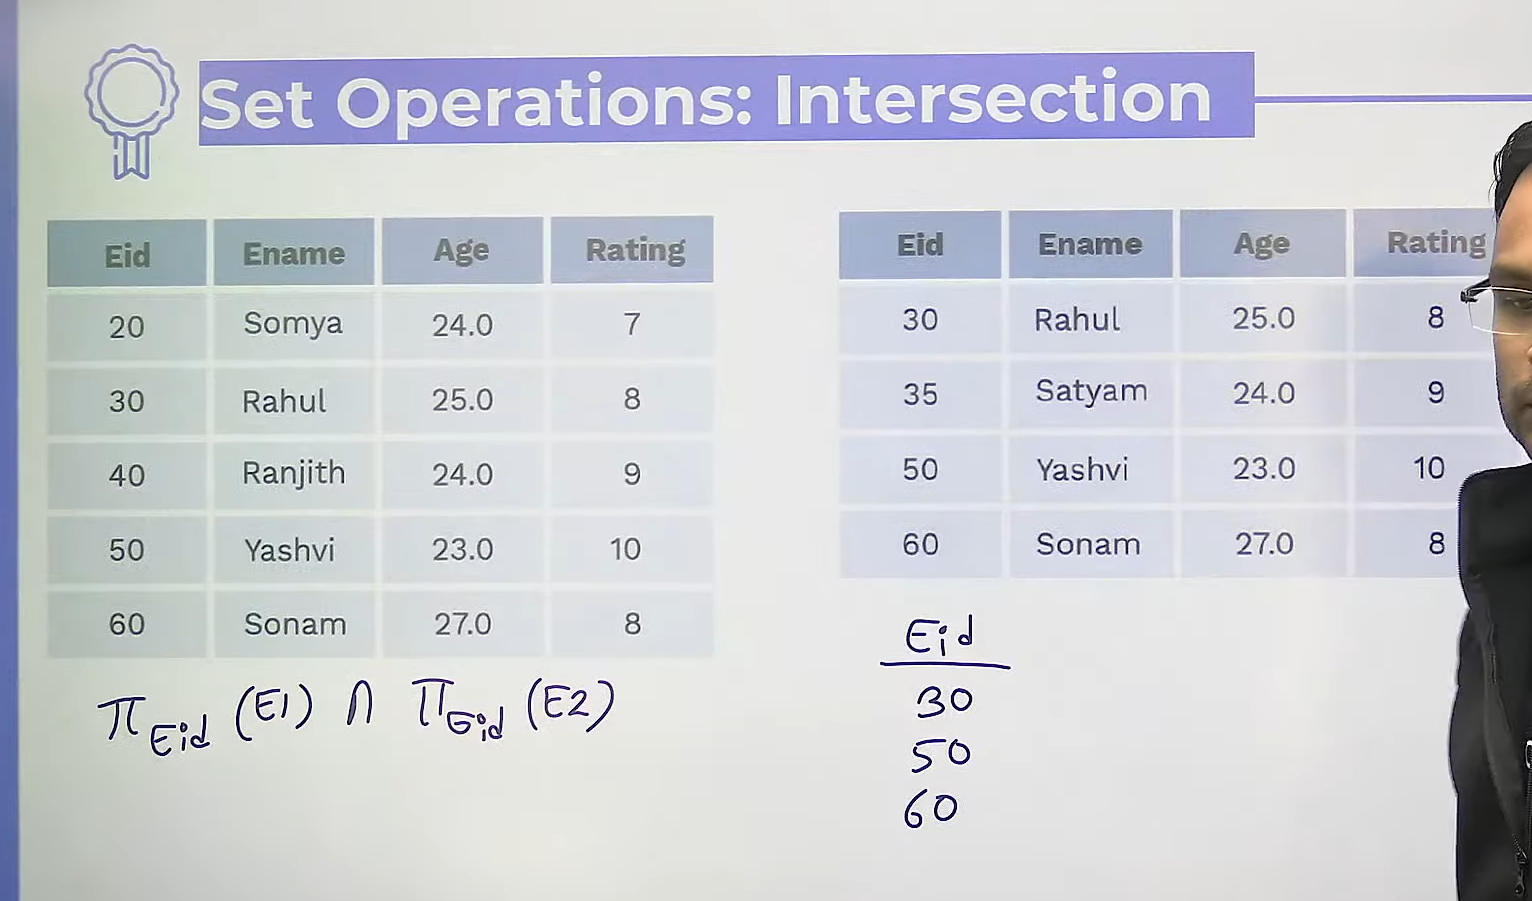 Set Operations: Intersection
Eid Ename Age Rating
20 Somya 24.0 7
30 Rahul 25.0 8
40 Ranjith 24.0 9
50 Yashvi 23.0 10
60 Sonam 27.0 8
π Eid (E1) ∩ π Eid (E2)
Eid Ename Age Rating
30 Rahul 25.0 8
35 Satyam 24.0 9
50 Yashvi 23.0 10
60 Sonam 27.0 8
Eid
30
50
60